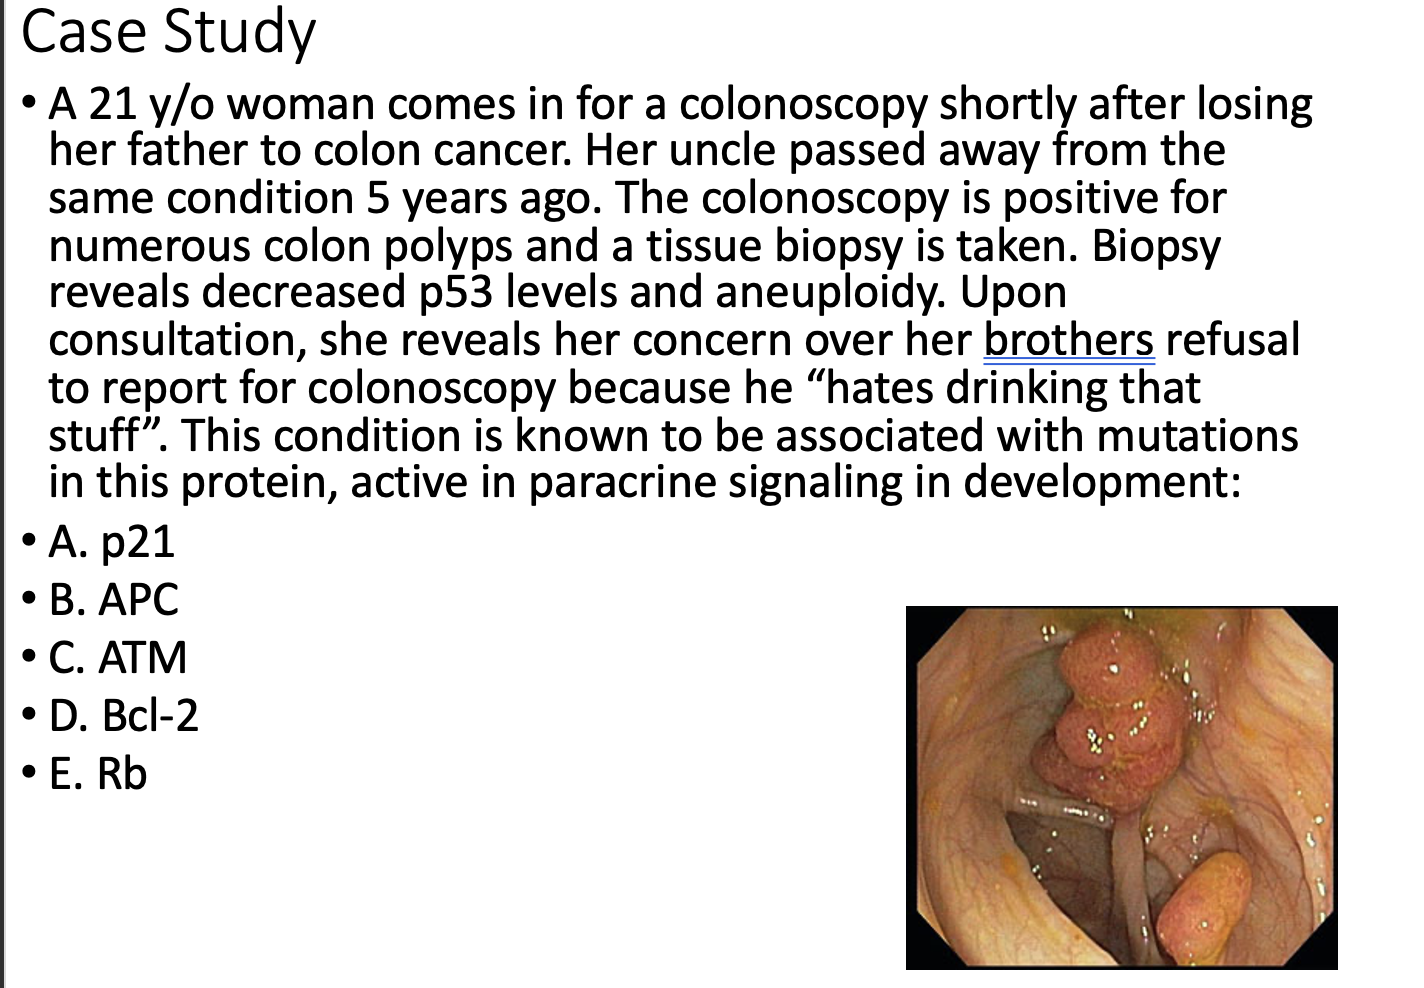 Case Study
• A 21 y/o woman comes in for a colonoscopy shortly after losing
her father to colon cancer. Her uncle passed away from the
same condition 5 years ago. The colonoscopy is positive for
numerous colon polyps and a tissue biopsy is taken. Biopsy
reveals decreased p53 levels and aneuploidy. Upon
consultation, she reveals her concern over her brothers refusal
to report for colonoscopy because he “hates drinking that
stuff”. This condition is known to be associated with mutations
in this protein, active in paracrine signaling in development:
• A. p21
• B. APC
• C. ATM
• D. Bcl-2
• E. Rb